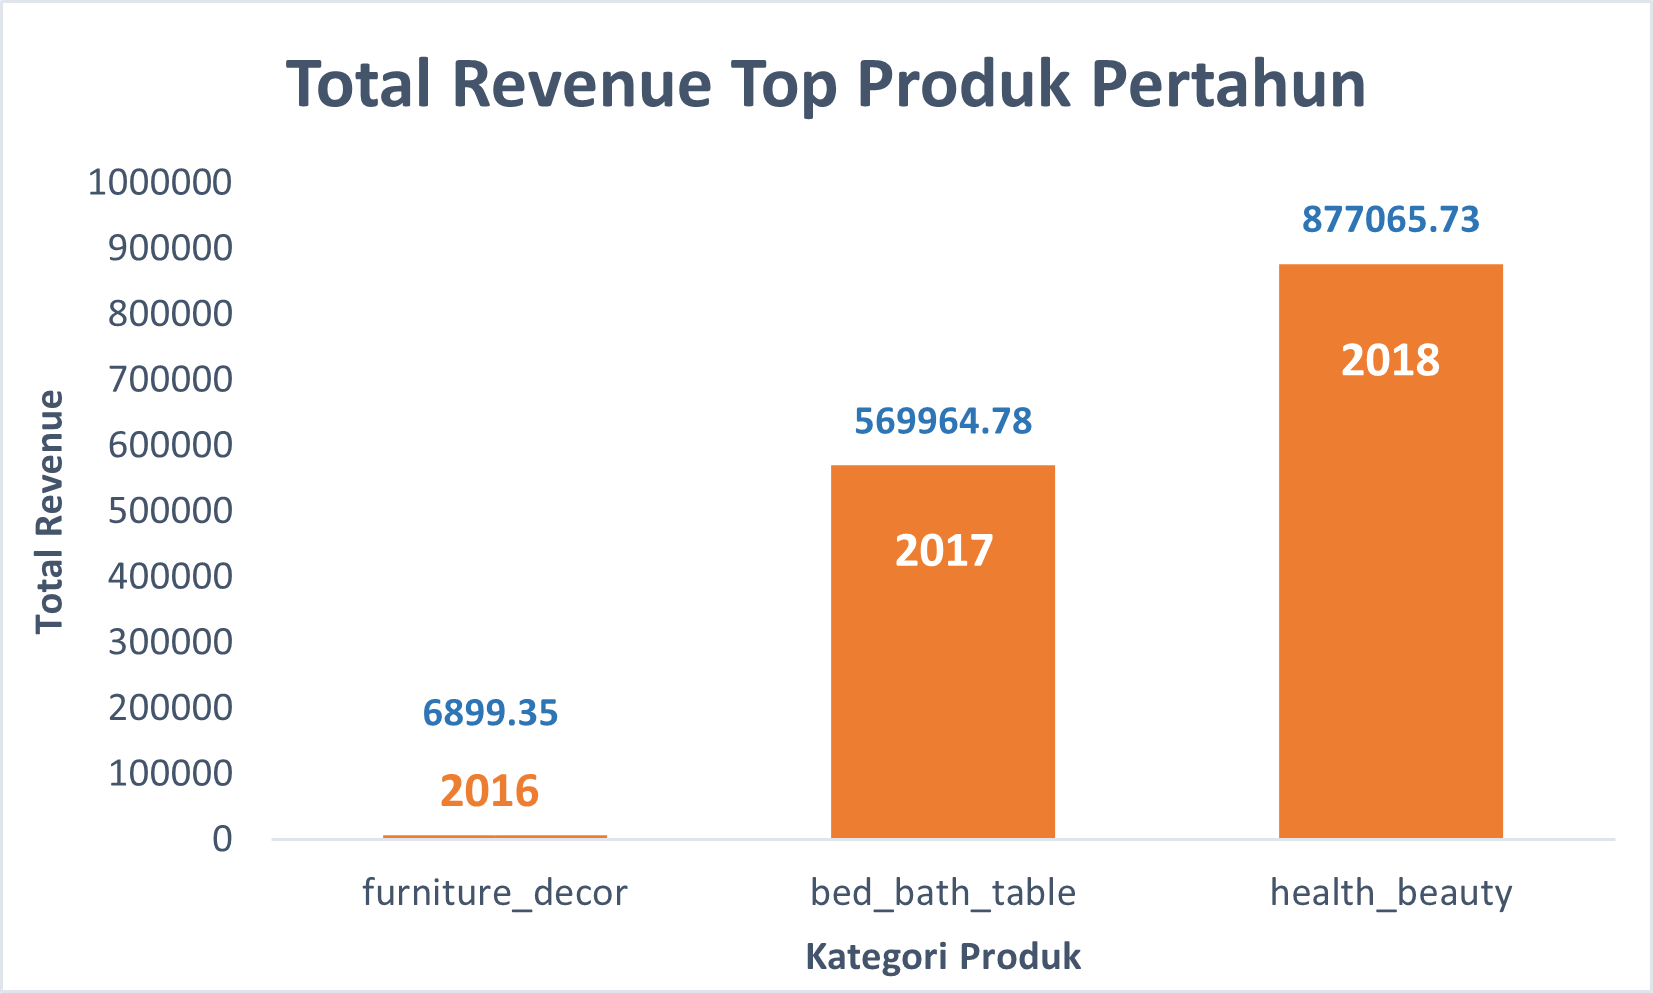 Total Revenue Top Produk Pertahun
Total Revenue
1000000
900000
800000
700000
600000
500000
400000
300000
200000
100000
0
6899.35
2016
569964.78
2017
877065.73
2018
furniture_decor
bed_bath_table
health_beauty
Kategori Produk